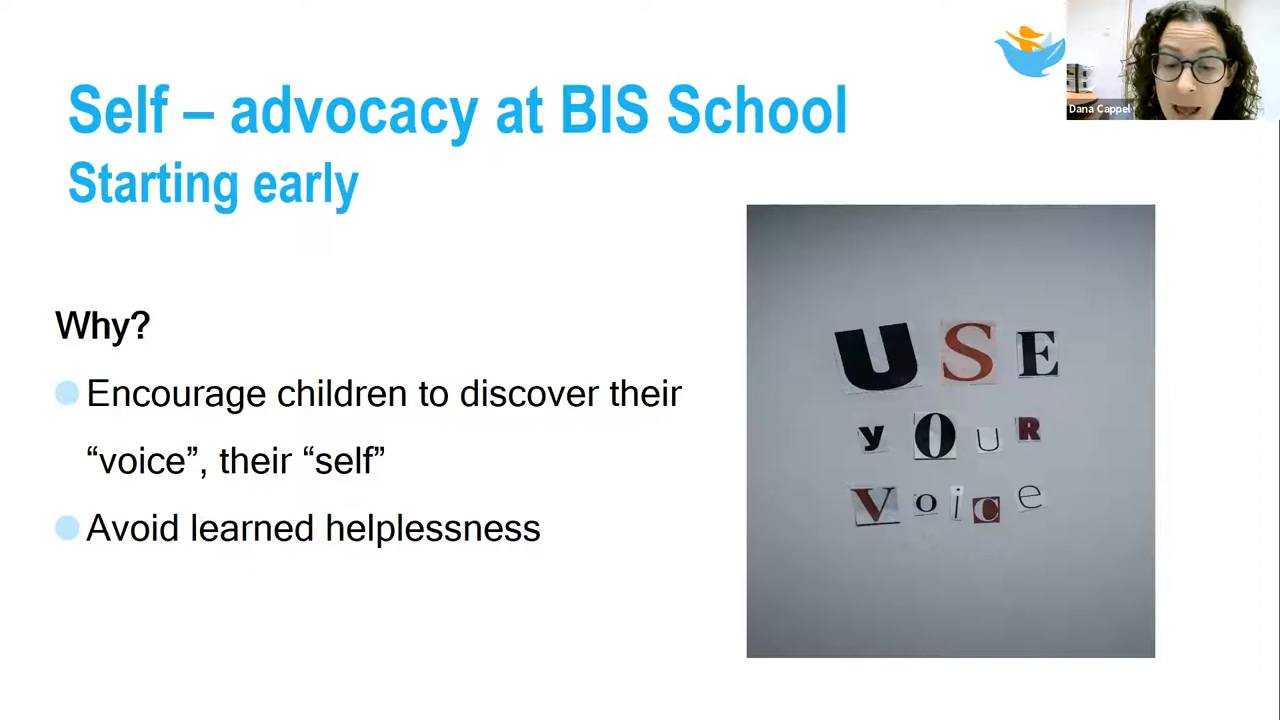 Self – advocacy at BIS School
Starting early
Dana Cappel
Why?
Encourage children to discover their
“voice”, their “self”
Avoid learned helplessness
USE
yOUR
Voice